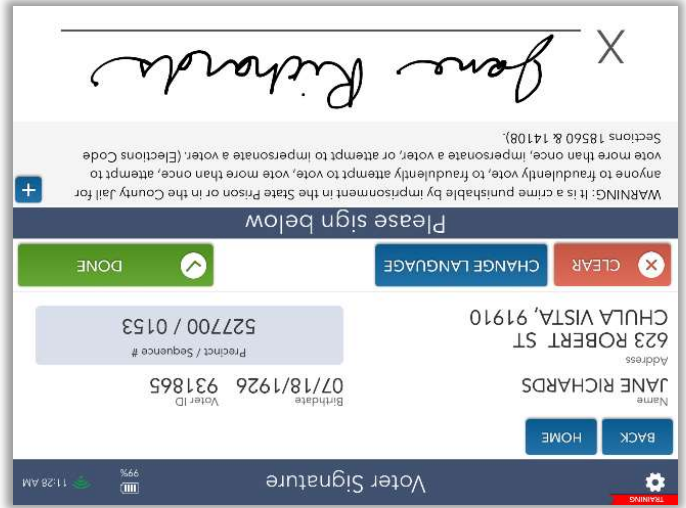 TRAINING
Voter Signature
99%
11:28 AM
BACK
HOME
Name
JANE RICHARDS
Birthdate
07/18/1926
Voter ID
931865
Address
623 ROBERT ST
CHULA VISTA, 91910
Precinct / Sequence #
527700 / 0153
CLEAR
CHANGE LANGUAGE
DONE
Please sign below
WARNING: It is a crime punishable by imprisonment in the State Prison or in the County Jail for
anyone to fraudulently vote, to fraudulently attempt to vote, vote more than once, attempt to
vote more than once, impersonate a voter, or attempt to impersonate a voter. (Elections Code
Sections 18560 & 14108).
+
X
Jane Richards